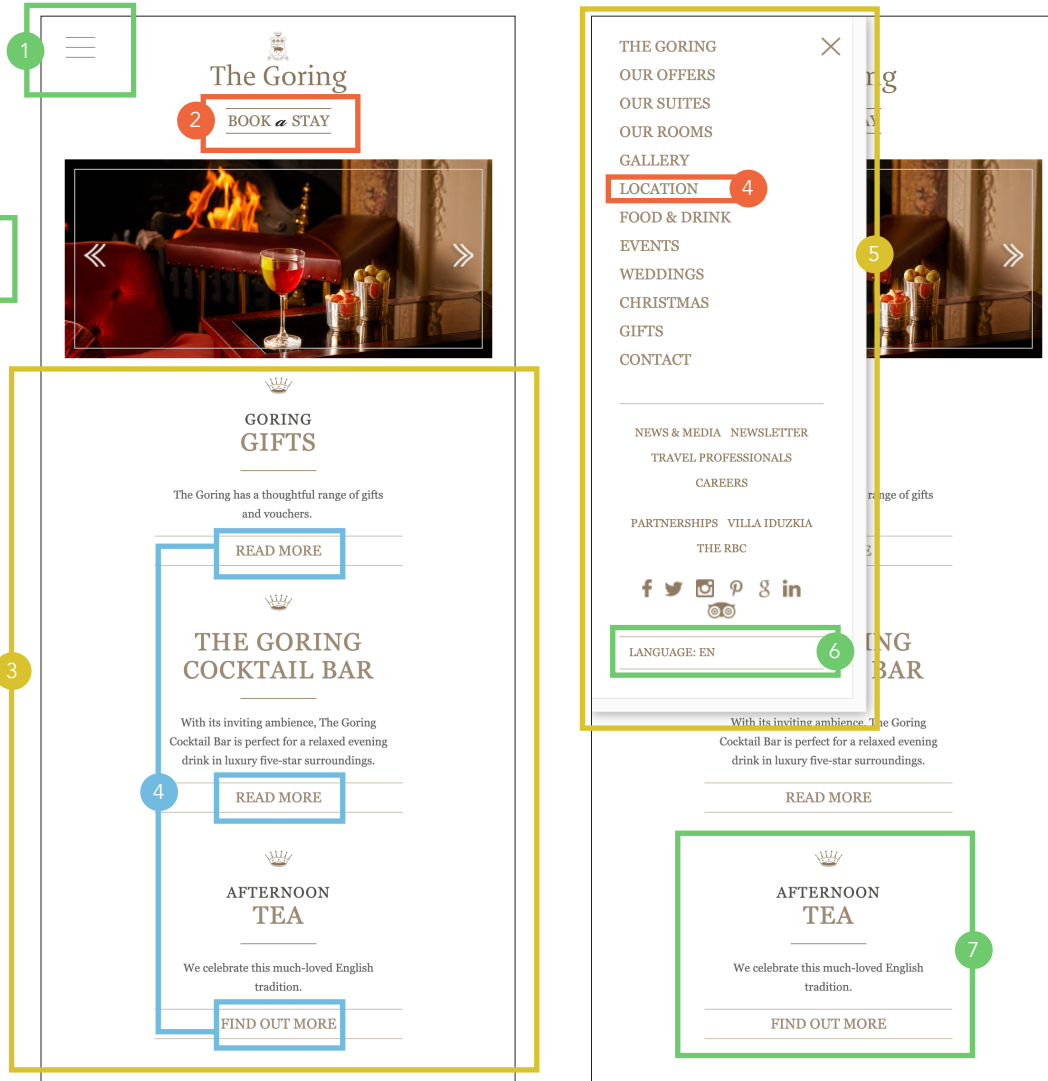 1
The Goring
2
BOOK a STAY
3
GORING
GIFTS
The Goring has a thoughtful range of gifts
and vouchers.
READ MORE
THE GORING
COCKTAIL BAR
With its inviting ambience, The Goring
Cocktail Bar is perfect for a relaxed evening
drink in luxury five-star surroundings.
4
READ MORE
AFTERNOON
TEA
We celebrate this much-loved English
tradition.
FIND OUT MORE
THE GORING
OUR OFFERS
OUR SUITES
OUR ROOMS
GALLERY
LOCATION
4
FOOD & DRINK
EVENTS
5
WEDDINGS
CHRISTMAS
GIFTS
CONTACT
NEWS & MEDIA NEWSLETTER
TRAVEL PROFESSIONALS
CAREERS
PARTNERSHIPS VILLA IDUZKIA
THE RBC
LANGUAGE: EN
6
ng
AY
range of gifts
E
ING
BAR
With its inviting ambience, The Goring
Cocktail Bar is perfect for a relaxed evening
drink in luxury five-star surroundings.
READ MORE
AFTERNOON
TEA
7
We celebrate this much-loved English
tradition.
FIND OUT MORE